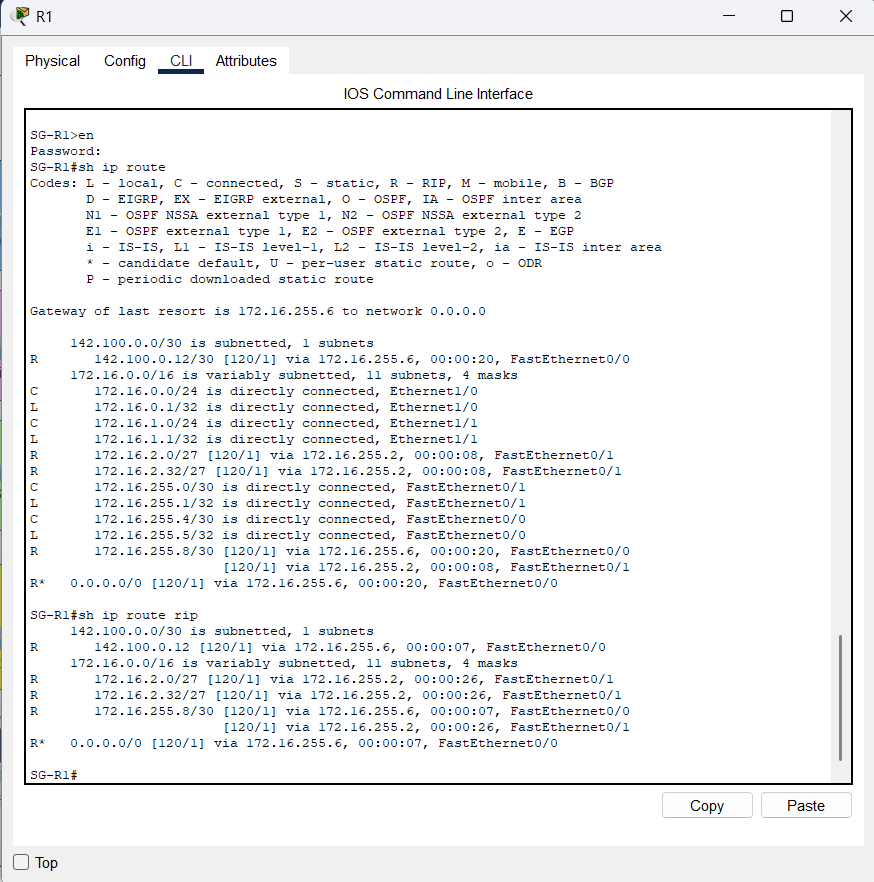 R1
Physical Config CLI Attributes
IOS Command Line Interface
SG-R1>en
Password:
SG-R1#sh ip route
Codes: L - local, C - connected, S - static, R - RIP, M - mobile, B - BGP
       D - EIGRP, EX - EIGRP external, O - OSPF, IA - OSPF inter area
       N1 - OSPF NSSA external type 1, N2 - OSPF NSSA external type 2
       E1 - OSPF external type 1, E2 - OSPF external type 2, E - EGP
       i - IS-IS, L1 - IS-IS level-1, L2 - IS-IS level-2, ia - IS-IS inter area
       * - candidate default, U - per-user static route, o - ODR
       P - periodic downloaded static route
Gateway of last resort is 172.16.255.6 to network 0.0.0.0
     142.100.0.0/30 is subnetted, 1 subnets
R       142.100.0.12/30 [120/1] via 172.16.255.6, 00:00:20, FastEthernet0/0
     172.16.0.0/16 is variably subnetted, 11 subnets, 4 masks
C       172.16.0.0/24 is directly connected, Ethernet1/0
L       172.16.0.1/32 is directly connected, Ethernet1/0
C       172.16.1.0/24 is directly connected, Ethernet1/1
L       172.16.1.1/32 is directly connected, Ethernet1/1
R       172.16.2.0/27 [120/1] via 172.16.255.2, 00:00:08, FastEthernet0/1
R       172.16.2.32/27 [120/1] via 172.16.255.2, 00:00:08, FastEthernet0/1
C       172.16.255.0/30 is directly connected, FastEthernet0/1
L       172.16.255.1/32 is directly connected, FastEthernet0/1
C       172.16.255.4/30 is directly connected, FastEthernet0/0
L       172.16.255.5/32 is directly connected, FastEthernet0/0
R       172.16.255.8/30 [120/1] via 172.16.255.6, 00:00:20, FastEthernet0/0
                        [120/1] via 172.16.255.2, 00:00:08, FastEthernet0/1
R*   0.0.0.0/0 [120/1] via 172.16.255.6, 00:00:20, FastEthernet0/0
SG-R1#sh ip route rip
     142.100.0.0/30 is subnetted, 1 subnets
R       142.100.0.12 [120/1] via 172.16.255.6, 00:00:07, FastEthernet0/0
     172.16.0.0/16 is variably subnetted, 11 subnets, 4 masks
R       172.16.2.0/27 [120/1] via 172.16.255.2, 00:00:26, FastEthernet0/1
R       172.16.2.32/27 [120/1] via 172.16.255.2, 00:00:26, FastEthernet0/1
R       172.16.255.8/30 [120/1] via 172.16.255.6, 00:00:07, FastEthernet0/0
                        [120/1] via 172.16.255.2, 00:00:26, FastEthernet0/1
R*   0.0.0.0/0 [120/1] via 172.16.255.6, 00:00:07, FastEthernet0/0
SG-R1#
Copy Paste
Top